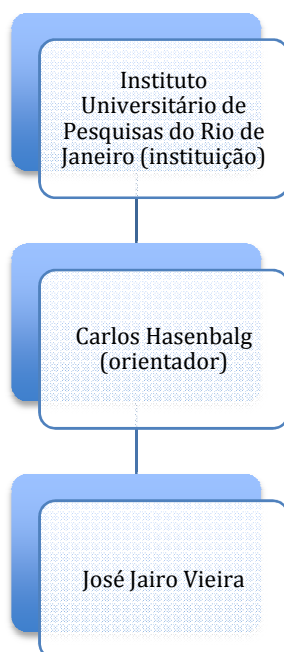 Instituto
Universitário de
Pesquisas do Rio de
Janeiro (instituição)
Carlos Hasenbalg
(orientador)
José Jairo Vieira